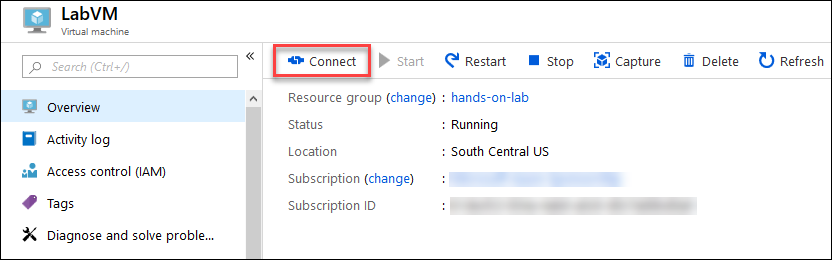 LabVM
Virtual machine
Search (Ctrl+/)
«
Overview
Activity log
Access control (IAM)
Tags
Diagnose and solve proble...
Connect Start Restart Stop Capture Delete Refresh
Resource group (change) : hands-on-lab
Status : Running
Location : South Central US
Subscription (change) :
Subscription ID :